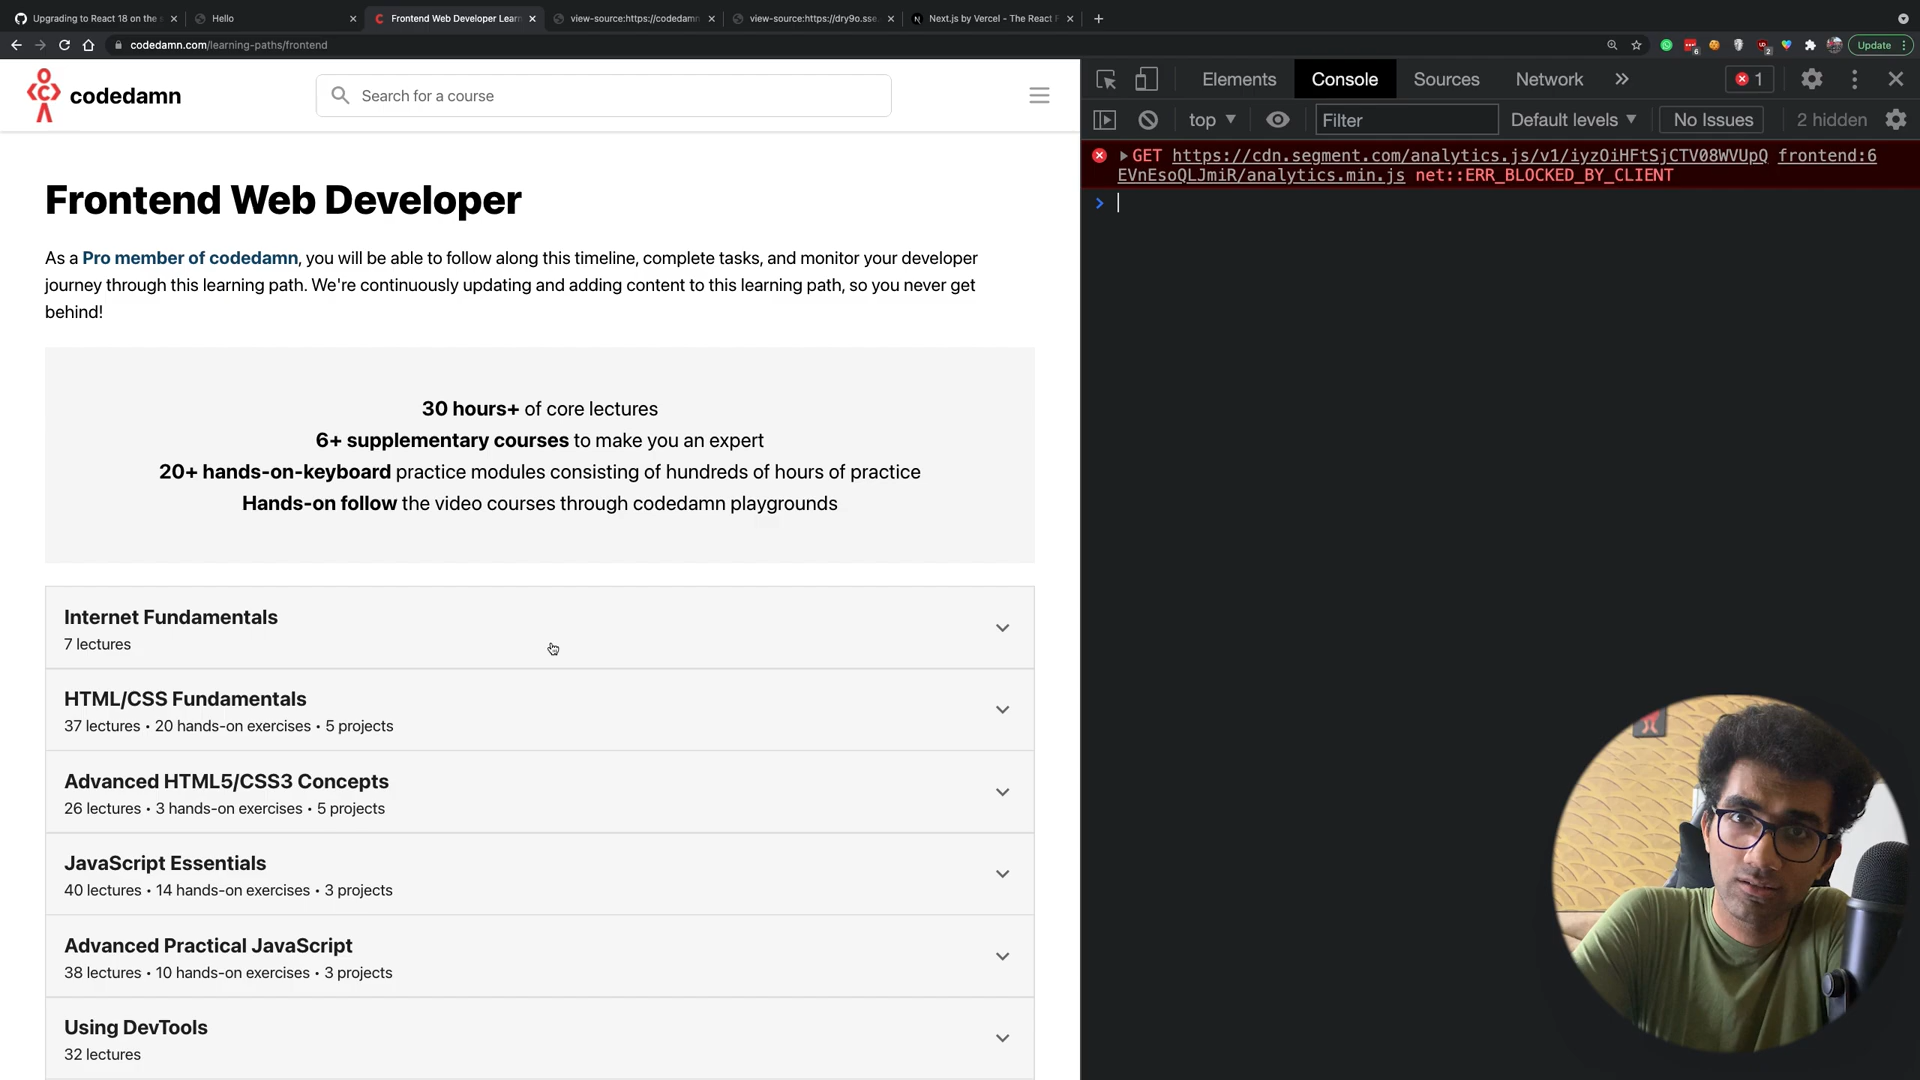 Upgrading to React 18 on the s
Hello
Frontend Web Developer Learn
view-source:https://codedamn
view-source:https://dry9o.sse.
Next.js by Vercel - The React F
codedamn.com/learning-paths/frontend
Update
codedamn
Search for a course
Elements
Console
Sources
Network
1
top
Filter
Default levels
No Issues
2 hidden
GET https://cdn.segment.com/analytics.js/v1/iyzOiHFtSjCTV08WVUpQ frontend:6
EVnEsoQLJmiR/analytics.min.js net::ERR_BLOCKED_BY_CLIENT
Frontend Web Developer
As a Pro member of codedamn, you will be able to follow along this timeline, complete tasks, and monitor your developer
journey through this learning path. We're continuously updating and adding content to this learning path, so you never get
behind!
30 hours+ of core lectures
6+ supplementary courses to make you an expert
20+ hands-on-keyboard practice modules consisting of hundreds of hours of practice
Hands-on follow the video courses through codedamn playgrounds
Internet Fundamentals
7 lectures
HTML/CSS Fundamentals
37 lectures • 20 hands-on exercises • 5 projects
Advanced HTML5/CSS3 Concepts
26 lectures • 3 hands-on exercises • 5 projects
JavaScript Essentials
40 lectures • 14 hands-on exercises • 3 projects
Advanced Practical JavaScript
38 lectures • 10 hands-on exercises • 3 projects
Using DevTools
32 lectures